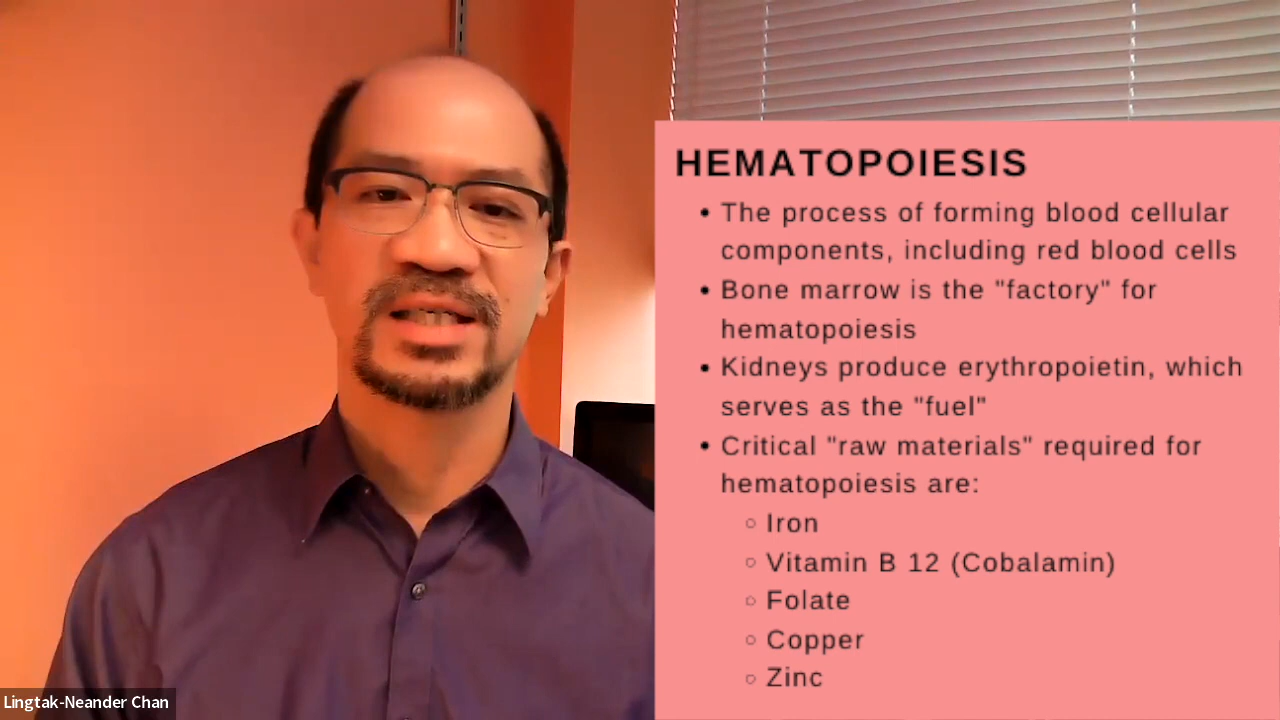 HEMATOPOIESIS
• The process of forming blood cellular
components, including red blood cells
• Bone marrow is the "factory" for
hematopoiesis
• Kidneys produce erythropoietin, which
serves as the "fuel"
• Critical "raw materials" required for
hematopoiesis are:
○ Iron
○ Vitamin B 12 (Cobalamin)
○ Folate
○ Copper
○ Zinc
Lingtak-Neander Chan